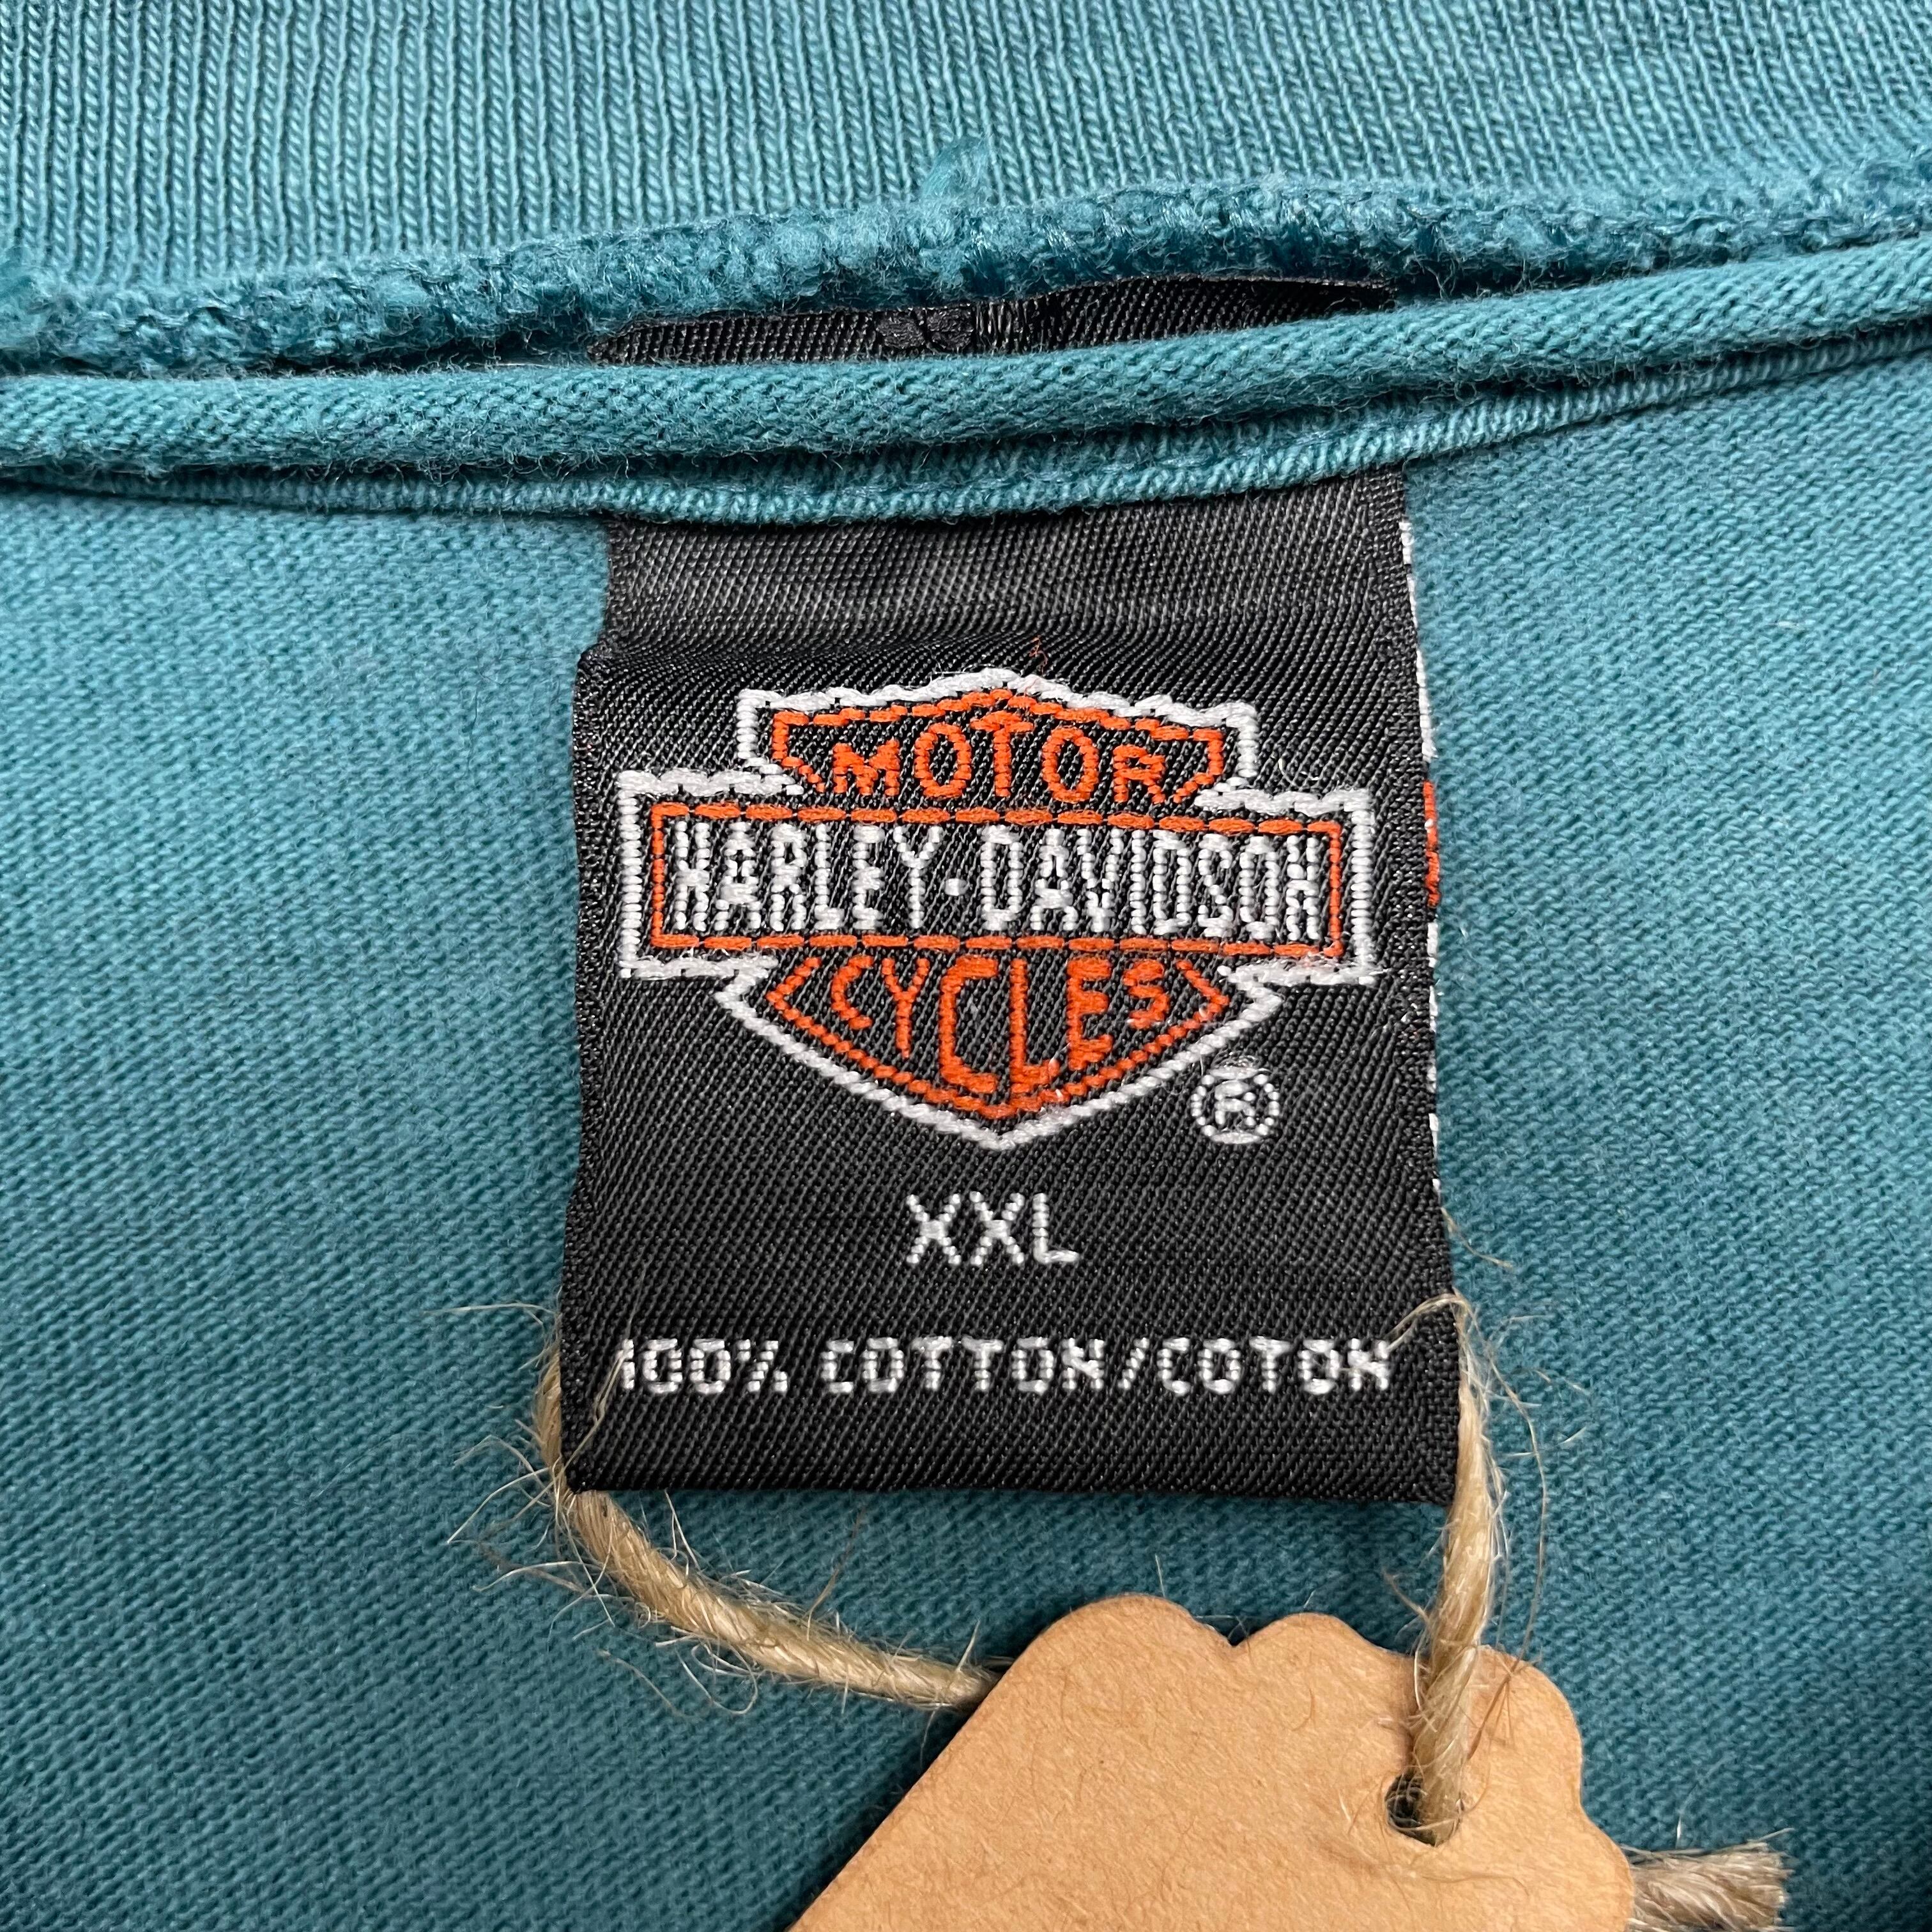 MOTOR
HARLEY-DAVIDSON
CYCLES
®
XXL
100% COTTON/COTON